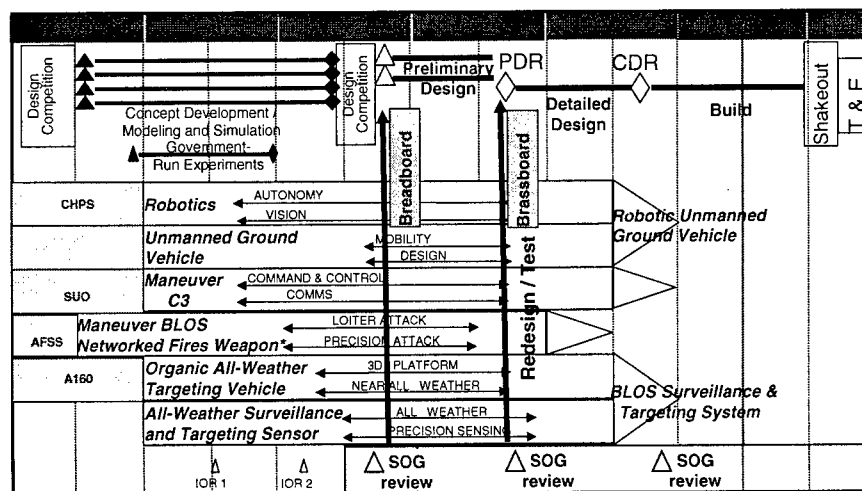 Design
Competition
Design
Competition
Preliminary
Design
PDR
CDR
Detailed
Design
Build
Shakeout
T & E
Concept Development /
Modeling and Simulation
Government-
Run Experiments
Breadboard
Brassboard
Redesign / Test
CHPS
Robotics
AUTONOMY
VISION
Robotic Unmanned
Ground Vehicle
Unmanned Ground
Vehicle
MOBILITY
DESIGN
SUO
Maneuver
C3
COMMAND & CONTROL
COMMS
AFSS
Maneuver BLOS
Networked Fires Weapon*
LOITER ATTACK
PRECISION ATTACK
A160
Organic All-Weather
Targeting Vehicle
3D PLATFORM
NEAR ALL WEATHER
BLOS Surveillance &
Targeting System
All-Weather Surveillance
and Targeting Sensor
ALL WEATHER
PRECISION SENSING
IOR 1
IOR 2
SOG
review
SOG
review
SOG
review